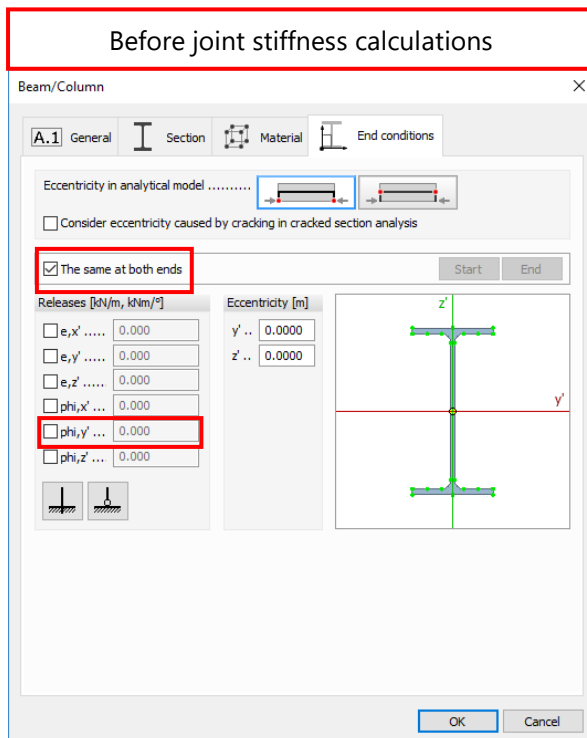 Before joint stiffness calculations
Beam/Column
A.1 General Section Material End conditions
Eccentricity in analytical model ..........
Consider eccentricity caused by cracking in cracked section analysis
The same at both ends Start End
Releases [kN/m, kNm/°] Eccentricity [m]
e,x' ..... 0.000 y' .. 0.0000
e,y' ..... 0.000 z' .. 0.0000
e,z' ..... 0.000
phi,x' ... 0.000
phi,y' ... 0.000
phi,z' ... 0.000
z'
y'
OK Cancel